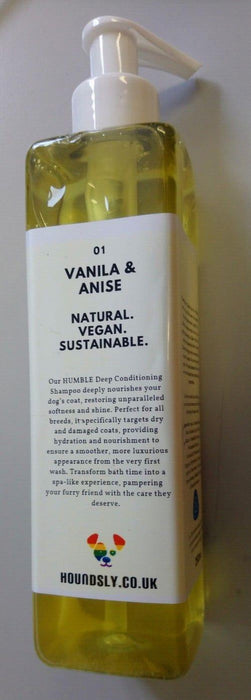 01
VANILA &
ANISE
NATURAL.
VEGAN.
SUSTAINABLE.
Our HUMBLE Deep Conditioning
Shampoo deeply nourishes your
dog's coat, restoring unparalleled
softness and shine. Perfect for all
breeds, it specifically targets dry
and damaged coats, providing
hydration and nourishment to
ensure a smoother, more luxurious
appearance from the very first
wash. Transform bath time into a
spa-like experience, pampering
your furry friend with the care they
deserve.
HOUNDSLY.CO.UK